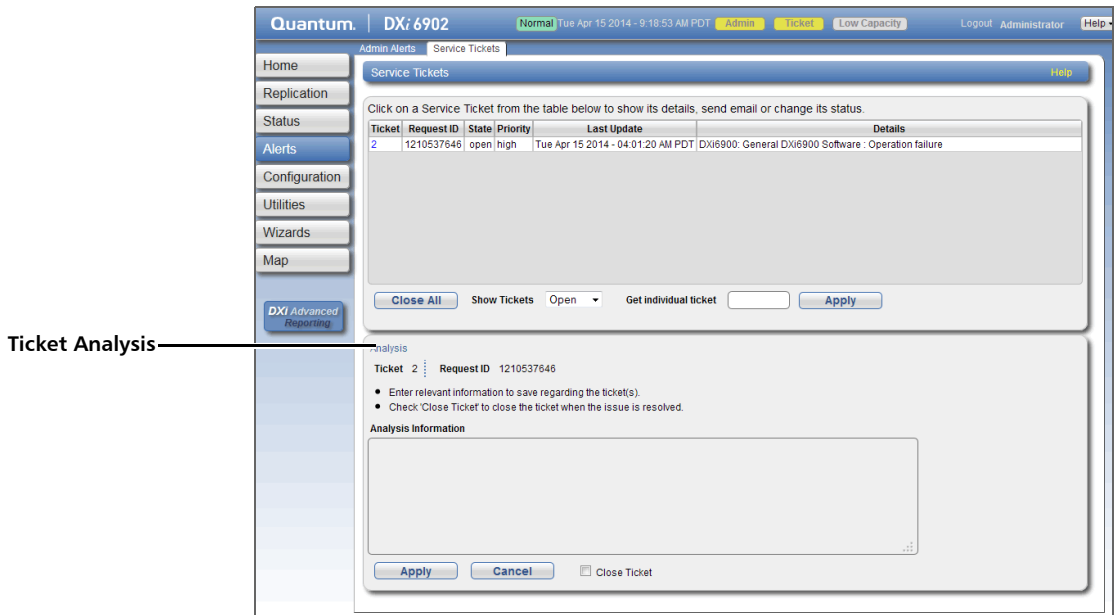 Quantum. DXi 6902 Normal Tue Apr 15 2014 - 9:18:53 AM PDT Admin Ticket Low Capacity Logout Administrator Help
Admin Alerts Service Tickets
Home
Replication
Status
Alerts
Configuration
Utilities
Wizards
Map
DXi Advanced
Reporting
Service Tickets Help
Click on a Service Ticket from the table below to show its details, send email or change its status.
Ticket Request ID State Priority Last Update Details
2 1210537646 open high Tue Apr 15 2014 - 04:01:20 AM PDT DXi6900: General DXi6900 Software : Operation failure
Close All Show Tickets Open Get individual ticket Apply
Ticket Analysis
Analysis
Ticket 2 Request ID 1210537646
• Enter relevant information to save regarding the ticket(s).
• Check 'Close Ticket' to close the ticket when the issue is resolved.
Analysis Information
Apply Cancel Close Ticket